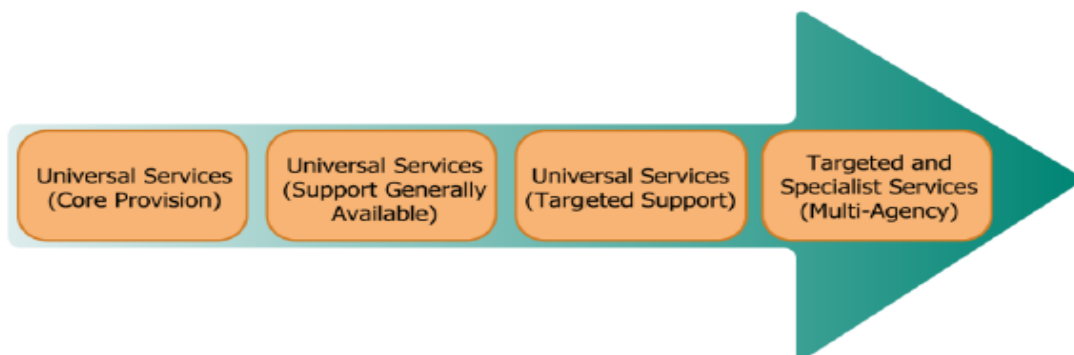 Universal Services
(Core Provision)
Universal Services
(Support Generally
Available)
Universal Services
(Targeted Support)
Targeted and
Specialist Services
(Multi-Agency)